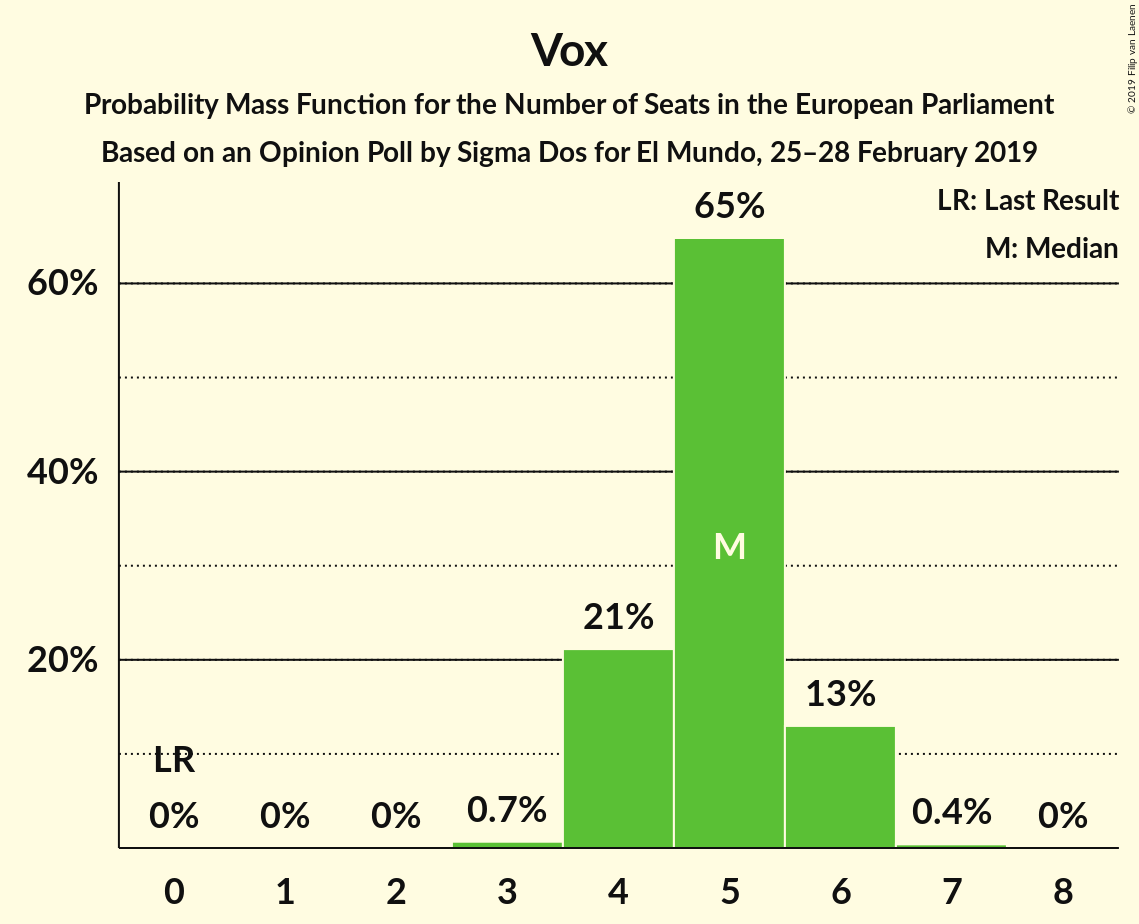 Vox
Probability Mass Function for the Number of Seats in the European Parliament
Based on an Opinion Poll by Sigma Dos for El Mundo, 25–28 February 2019
© 2019 Filip van Laenen
LR: Last Result
M: Median
60%
40%
20%
65%
M
21%
13%
LR
0%
0%
0%
0.7%
0.4%
0%
0 1 2 3 4 5 6 7 8